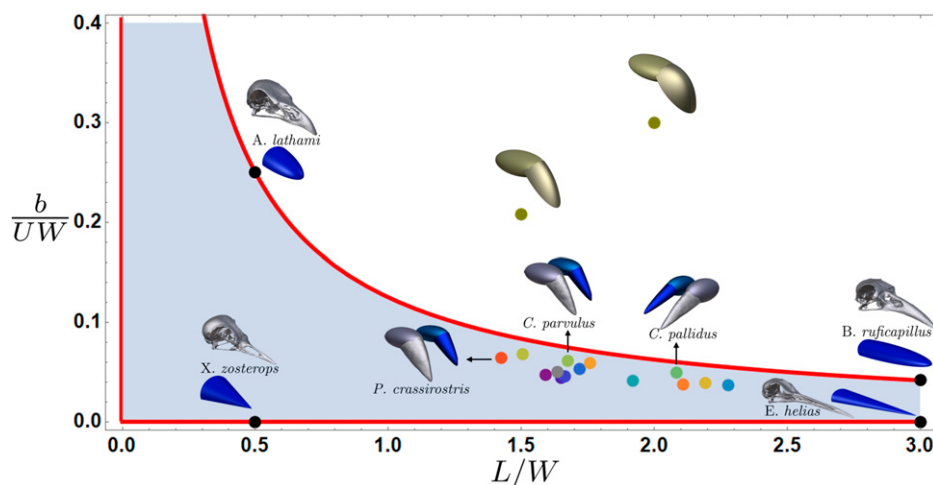 0.4
0.3
0.2
0.1
0.0
b
UW
A. lathami
X. zosterops
P. crassirostris
C. parvulus
C. pallidus
B. ruficapillus
E. helias
0.0 0.5 1.0 1.5 2.0 2.5 3.0
L/W